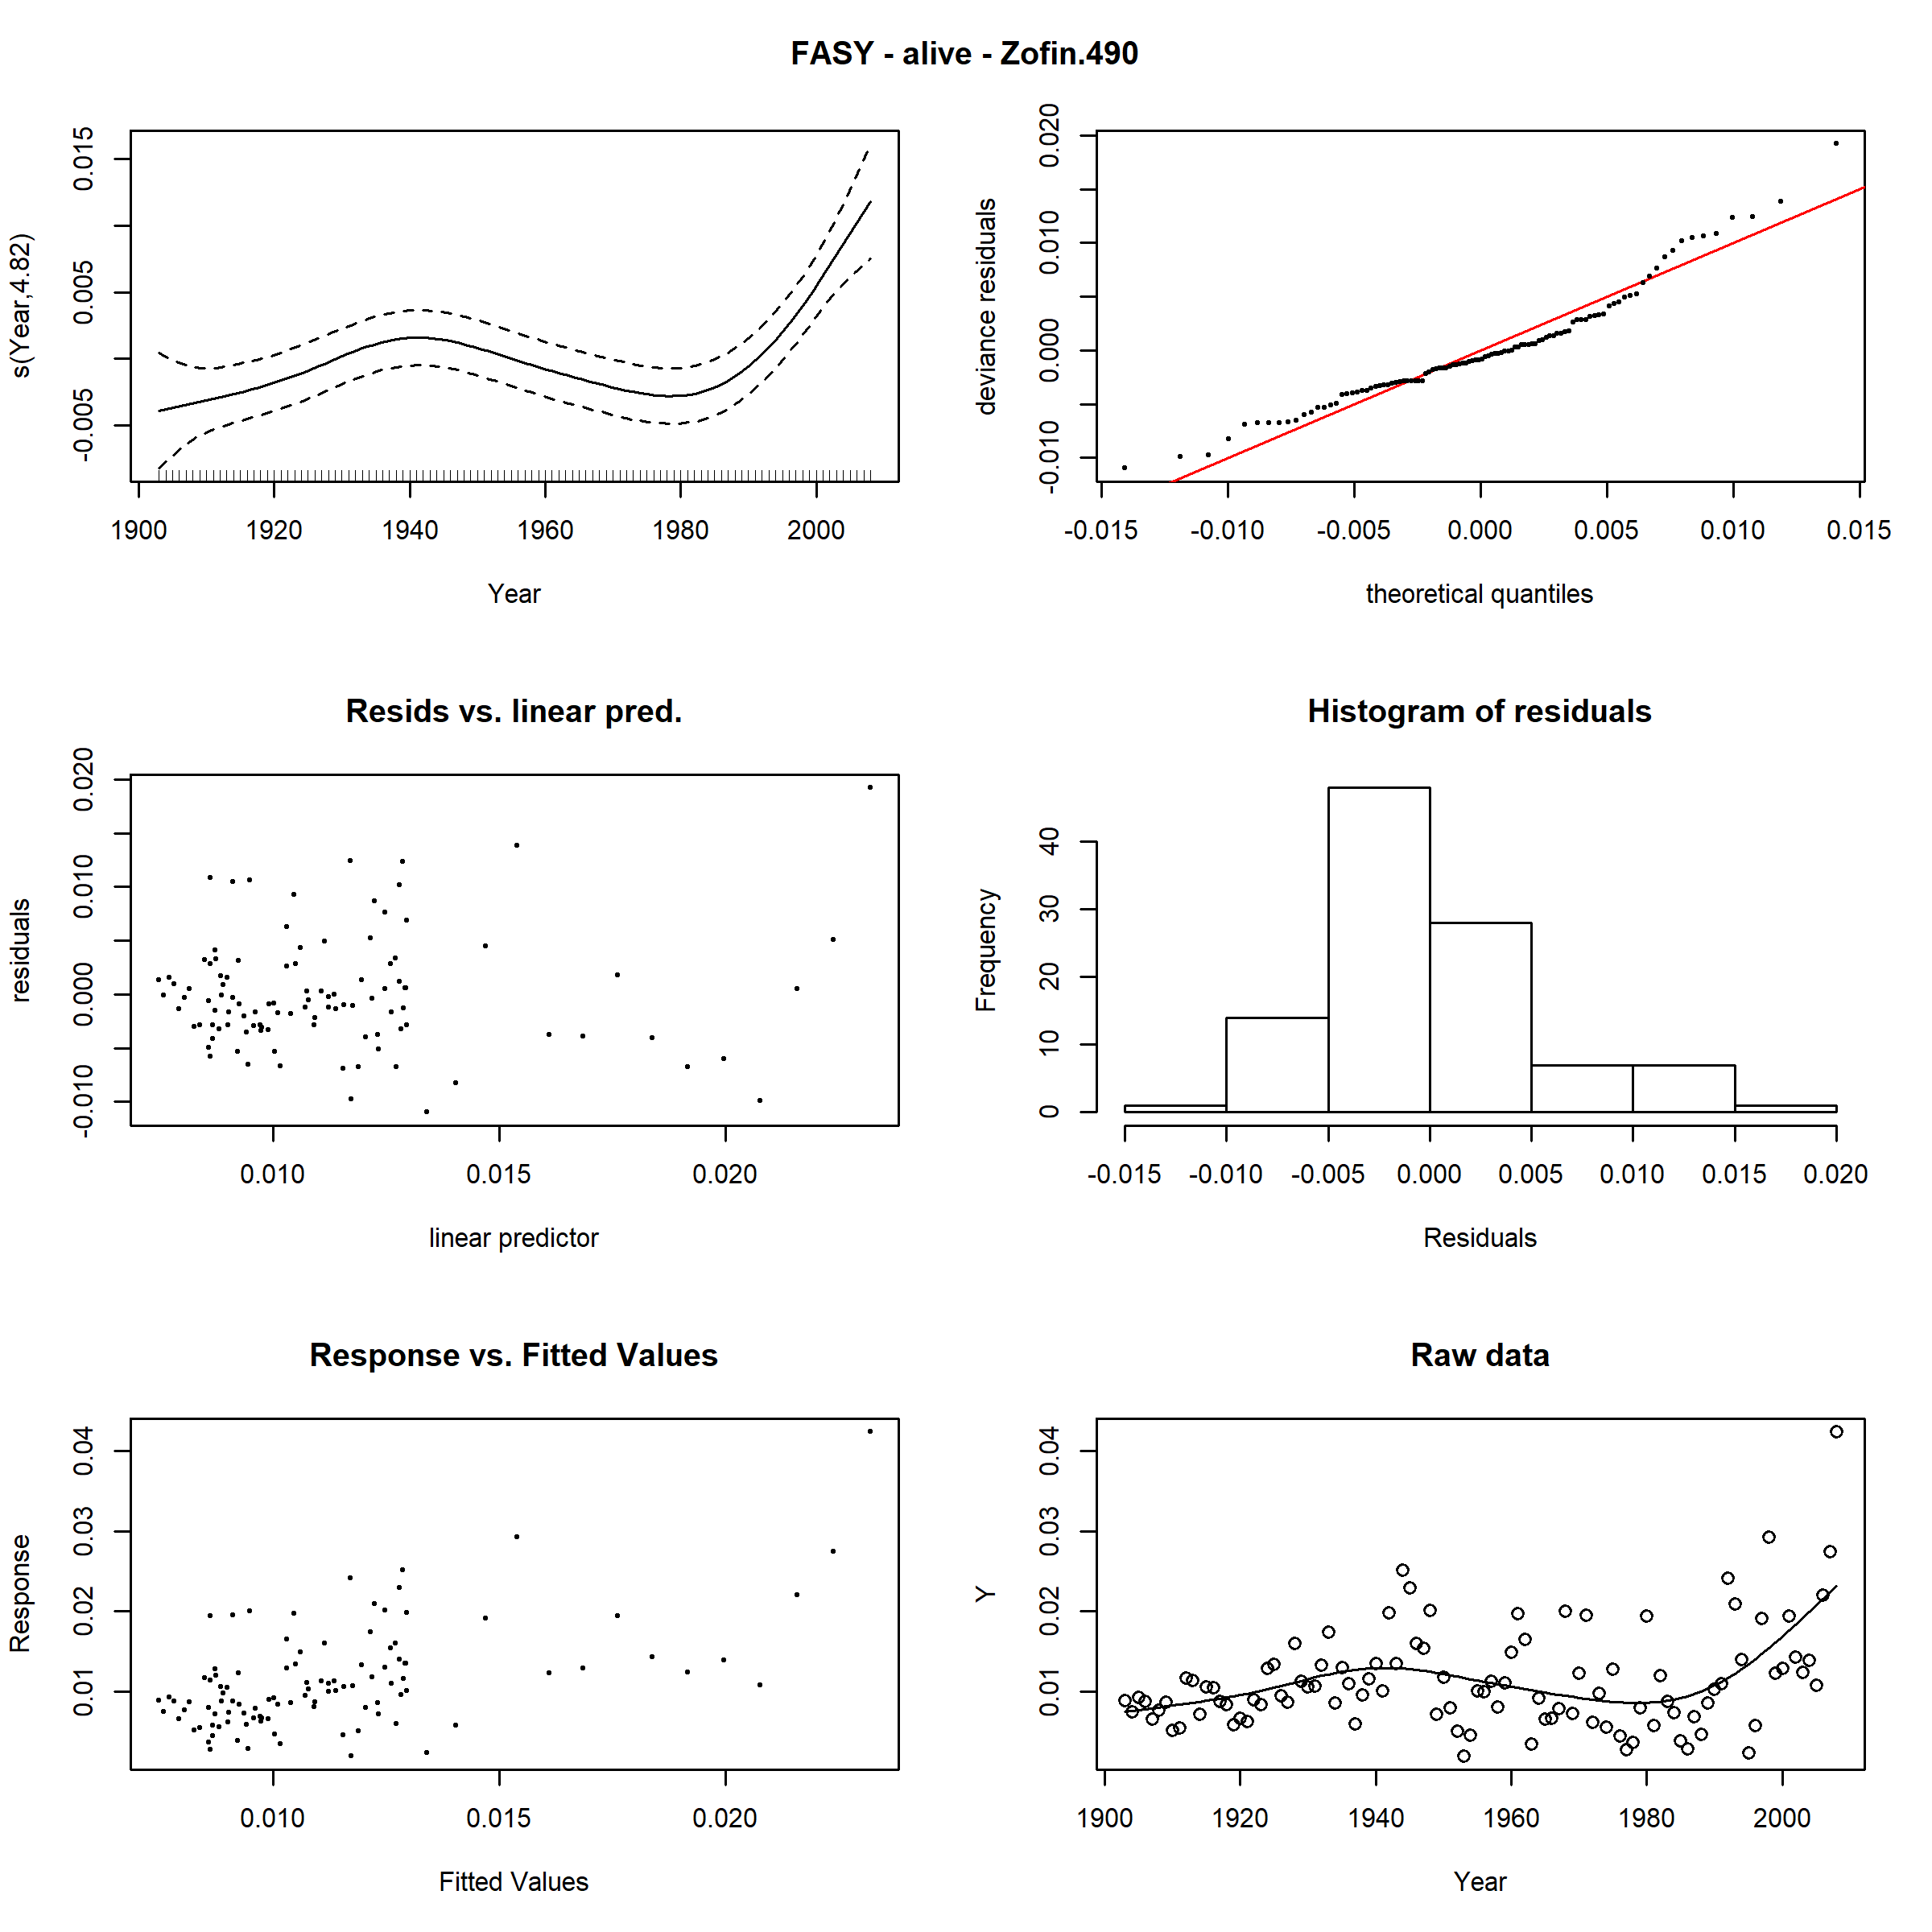 FASY - alive - Zofin.490
s(Year,4.82)
-0.005 0.005 0.015
1900 1920 1940 1960 1980 2000
Year
deviance residuals
-0.010 0.000 0.010 0.020
-0.015 -0.010 -0.005 0.000 0.005 0.010 0.015
theoretical quantiles
Resids vs. linear pred.
residuals
-0.010 0.000 0.010 0.020
0.010 0.015 0.020
linear predictor
Histogram of residuals
Frequency
0 10 20 30 40
-0.015 -0.010 -0.005 0.000 0.005 0.010 0.015 0.020
Residuals
Response vs. Fitted Values
Response
0.01 0.02 0.03 0.04
0.010 0.015 0.020
Fitted Values
Raw data
Y
0.01 0.02 0.03 0.04
1900 1920 1940 1960 1980 2000
Year